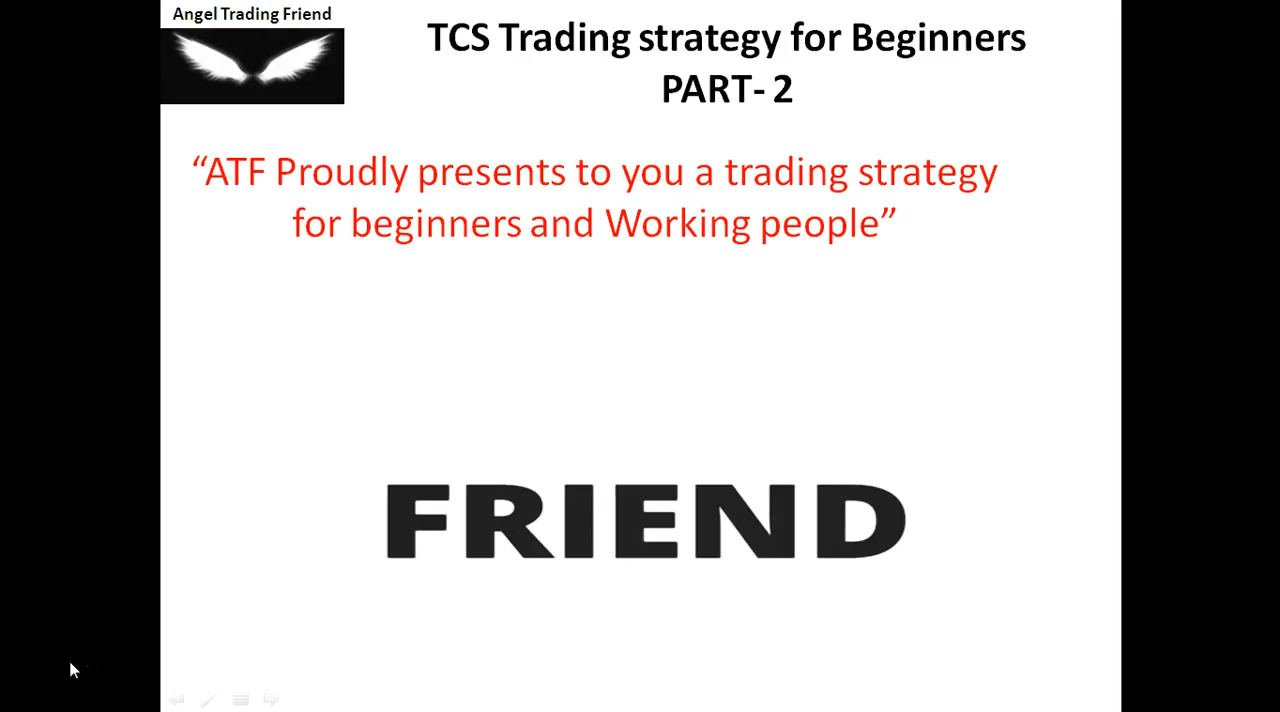 Angel Trading Friend
TCS Trading strategy for Beginners
PART- 2
“ATF Proudly presents to you a trading strategy
for beginners and Working people”
FRIEND